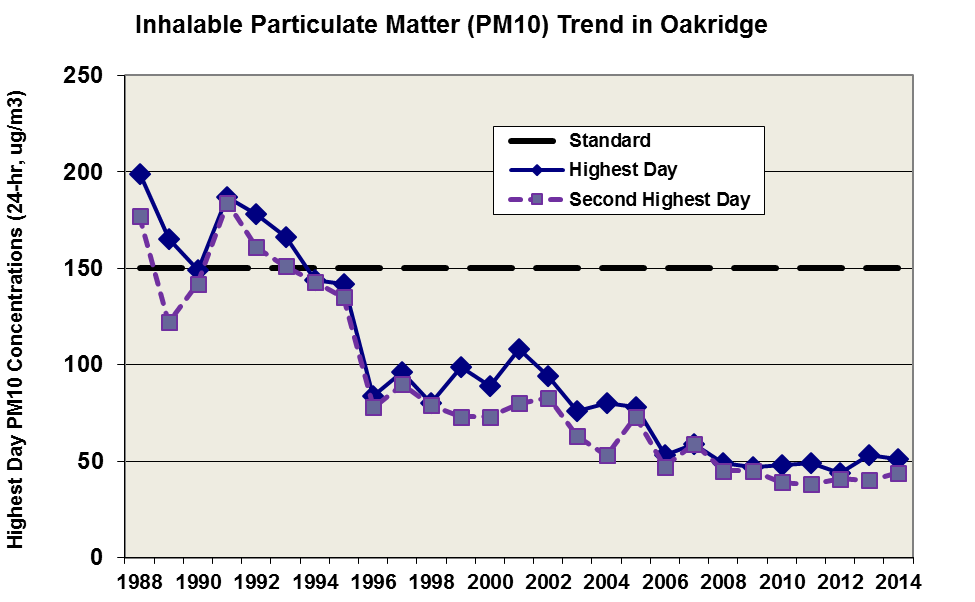 Inhalable Particulate Matter (PM10) Trend in Oakridge
Highest Day PM10 Concentrations (24-hr, ug/m3)
250
200
150
100
50
0
Standard
Highest Day
Second Highest Day
1988 1990 1992 1994 1996 1998 2000 2002 2004 2006 2008 2010 2012 2014